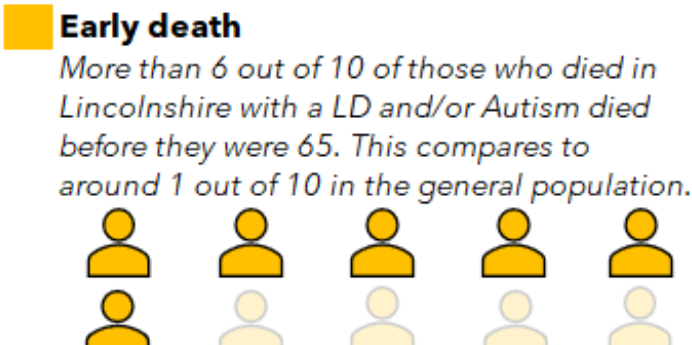 Early death
More than 6 out of 10 of those who died in
Lincolnshire with a LD and/or Autism died
before they were 65. This compares to
around 1 out of 10 in the general population.